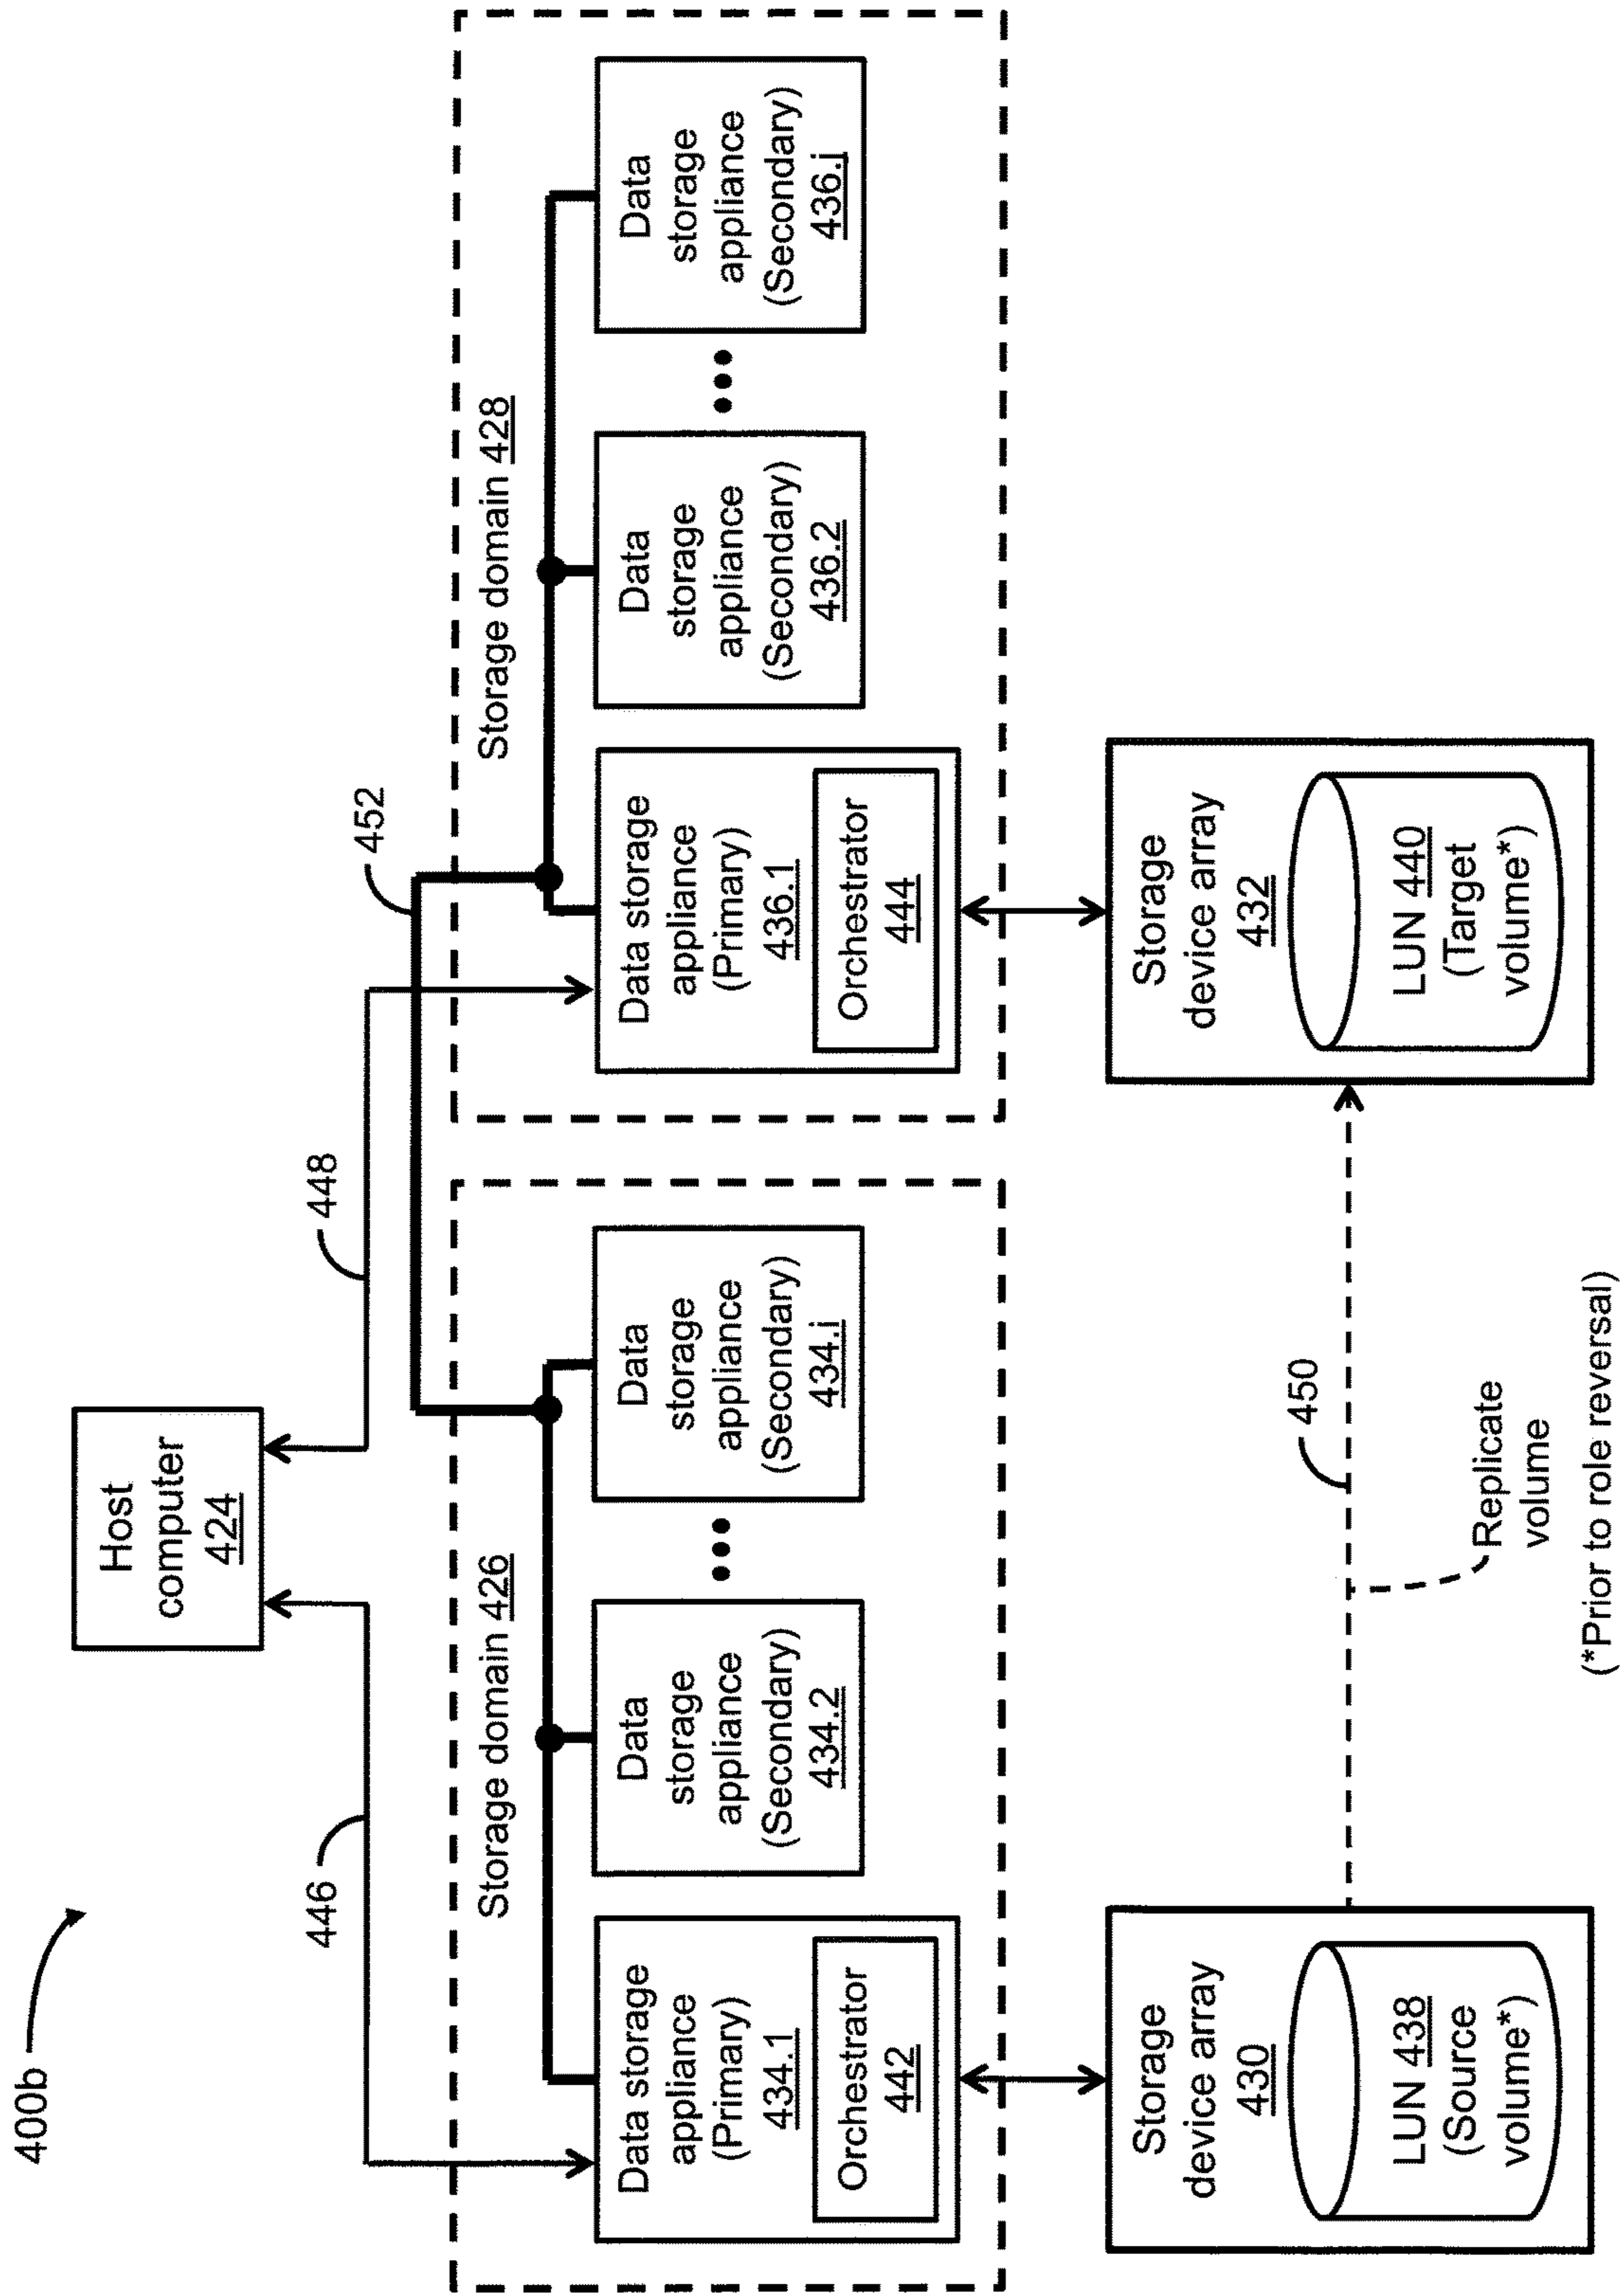 400b
Host
computer
424
446
448
452
Storage domain 426
Data storage
appliance
(Primary)
434.1
Orchestrator
442
Data
storage
appliance
(Secondary)
434.2
Data
storage
appliance
(Secondary)
434.i
Storage domain 428
Data storage
appliance
(Primary)
436.1
Orchestrator
444
Data
storage
appliance
(Secondary)
436.2
Data
storage
appliance
(Secondary)
436.j
Storage
device array
430
LUN 438
(Source
volume*)
450
Replicate
volume
Storage
device array
432
LUN 440
(Target
volume*)
(*Prior to role reversal)